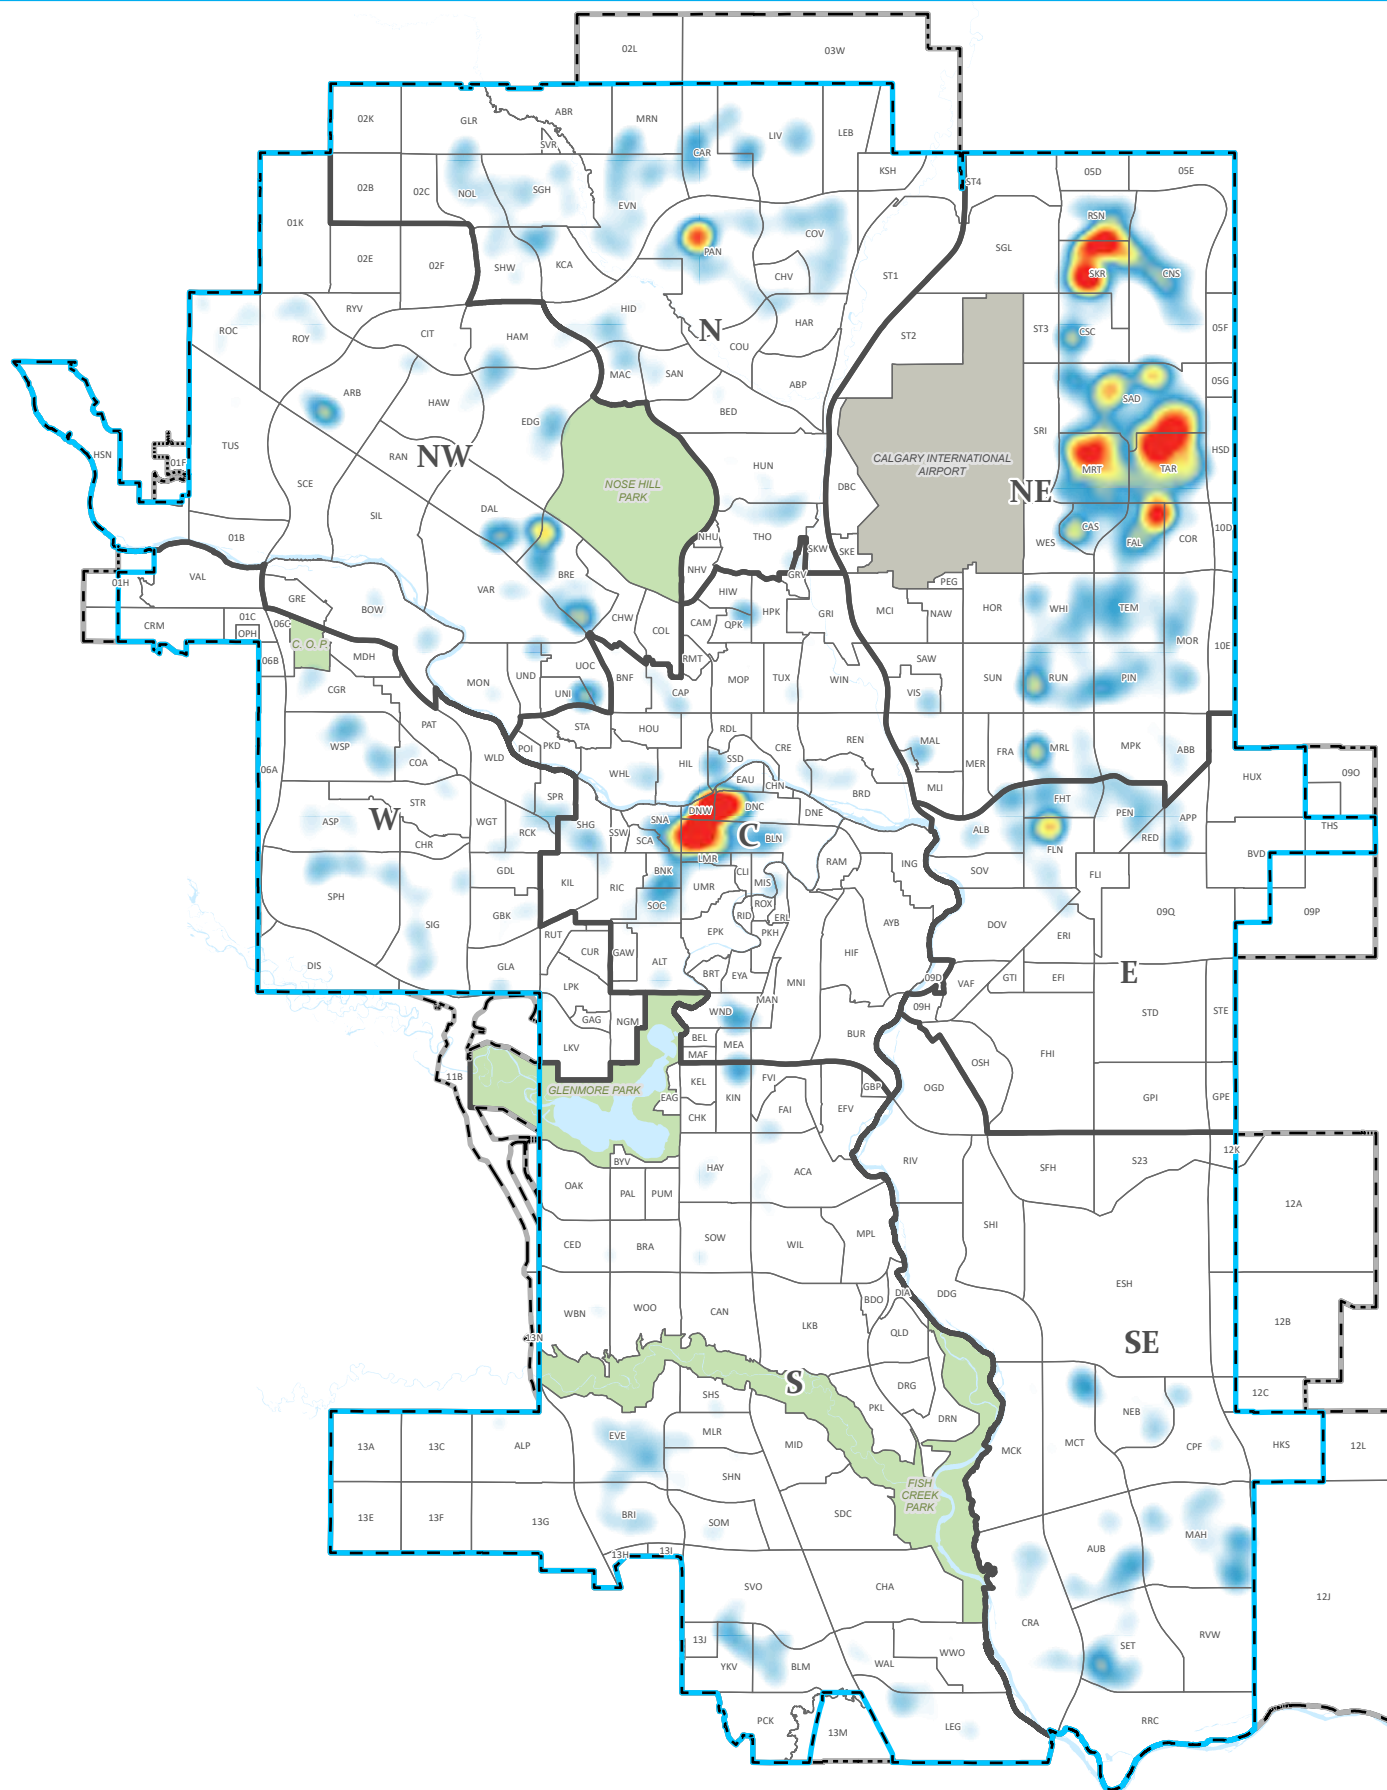 02L
03W
02K
GLR
ABR
SVR
MRN
CAR
LIV
LEB
KSH
ST4
05D
05E
02B
02C
NOL
SGH
EVN
RSN
01K
PAN
COV
SGL
02E
02F
SHW
KCA
CHV
ST1
SKR
CNS
RYV
HID
N
HAR
ST2
ST3
CSC
05F
ROC
ROY
CIT
HAM
COU
MAC
SAN
ABP
05G
ARB
HAW
EDG
BED
SAD
SRI
TUS
HSN
01F
RAN
NW
CALGARY INTERNATIONAL
AIRPORT
HUN
HSD
MRT
TAR
SCE
NOSE HILL
PARK
DBC
NE
SIL
DAL
01B
NHU
THO
SKW
SKE
WES
CAS
FAL
COR
10D
VAL
01H
GRE
BOW
VAR
BRE
NHV
GRV
PEG
HIW
HPK
GRI
MCI
NAW
HOR
WHI
TEM
CRM
01C
OPH
06C
C. O. P.
CHW
COL
CAM
QPK
MOR
10E
06B
MDH
UOC
RMT
SAW
CGR
MON
UND
UNI
BNF
CAP
MOP
TUX
WIN
VIS
SUN
RUN
PIN
PAT
STA
HOU
RDL
WSP
COA
WLD
POI
PKD
REN
MAL
FRA
MRL
MPK
ABB
06A
WHL
HIL
SSD
CRE
MER
HUX
09O
EAU
CHN
BRD
MLI
STR
SPR
W
ASP
WGT
RCK
SHG
SSW
SNA
SCA
DNW
DNC
C
BLN
DNE
ALB
FHT
PEN
APP
THS
CHR
FLN
RED
BVD
GDL
LMR
RAM
ING
SOV
FLI
KIL
RIC
BNK
UMR
CLI
MIS
SPH
GBK
SOC
ROX
RID
ERL
AYB
DOV
09Q
09P
SIG
RUT
EPK
PKH
ERI
DIS
GLA
CUR
GAW
ALT
BRT
EYA
HIF
E
09D
VAF
GTI
EFI
LPK
MNI
MAN
09H
STD
STE
GAG
NGM
WND
BEL
MEA
BUR
LKV
MAF
FHI
OSH
11B
GLENMORE PARK
EAG
KEL
KIN
FVI
GBP
OGD
CHK
FAI
EFV
GPI
GPE
BYV
HAY
ACA
RIV
SFH
S23
12K
OAK
PAL
PUM
12A
CED
BRA
SOW
WIL
MPL
SHI
ESH
WBN
WOO
CAN
LKB
BDO
DIA
DDG
12B
13N
QLD
SE
S
DRG
SHS
PKL
12C
DRN
NEB
13A
13C
ALP
EVE
MLR
MID
MCK
MCT
CPF
HKS
12L
SHN
FISH
CREEK
PARK
13E
13F
13G
BRI
SOM
SDC
MAH
13H
13I
AUB
SVO
CHA
12J
CRA
13J
YKV
BLM
WAL
WWO
SET
RVW
PCK
13M
LEG
RRC